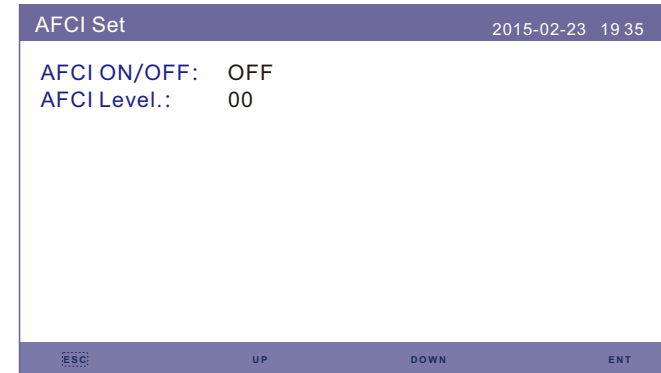 AFCI Set 2015-02-23 19 35
AFCI ON/OFF: OFF
AFCI Level.: 00
ESC UP DOWN ENT